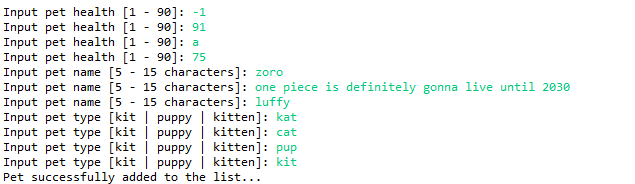 Input pet health [1 - 90]: -1
Input pet health [1 - 90]: 91
Input pet health [1 - 90]: a
Input pet health [1 - 90]: 75
Input pet name [5 - 15 characters]: zoro
Input pet name [5 - 15 characters]: one piece is definitely gonna live until 2030
Input pet name [5 - 15 characters]: luffy
Input pet type [kit | puppy | kitten]: kat
Input pet type [kit | puppy | kitten]: cat
Input pet type [kit | puppy | kitten]: pup
Input pet type [kit | puppy | kitten]: kit
Pet successfully added to the list...